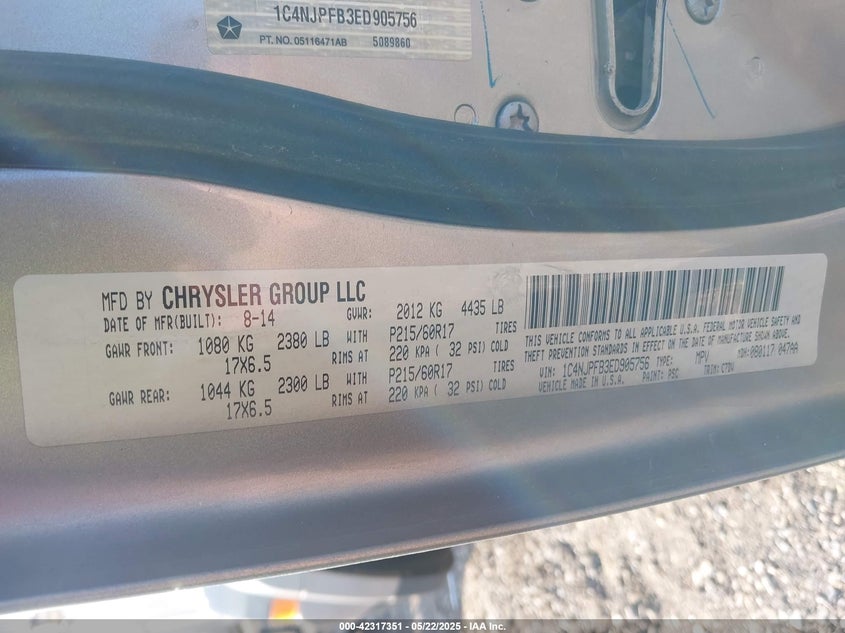 1C4NJPFB3ED905756
PT. NO. 05116471AB 5089860
MFD BY CHRYSLER GROUP LLC
DATE OF MFR(BUILT): 8-14 GVWR: 2012 KG 4435 LB
GAWR FRONT: 1080 KG 2380 LB WITH P215/60R17 TIRES
17X6.5 RIMS AT 220 KPA ( 32 PSI) COLD
GAWR REAR: 1044 KG 2300 LB WITH P215/60R17 TIRES
17X6.5 RIMS AT 220 KPA ( 32 PSI) COLD
THIS VEHICLE CONFORMS TO ALL APPLICABLE U.S.A. FEDERAL MOTOR VEHICLE SAFETY AND
THEFT PREVENTION STANDARDS IN EFFECT ON THE DATE OF MANUFACTURE SHOWN ABOVE.
VIN: 1C4NJPFB3ED905756 TYPE: MPV MDH: 080117 047AA
VEHICLE MADE IN U.S.A. PAINT: PSC TRIM: C7DV
000-42317351 - 05/22/2025 - IAA Inc.